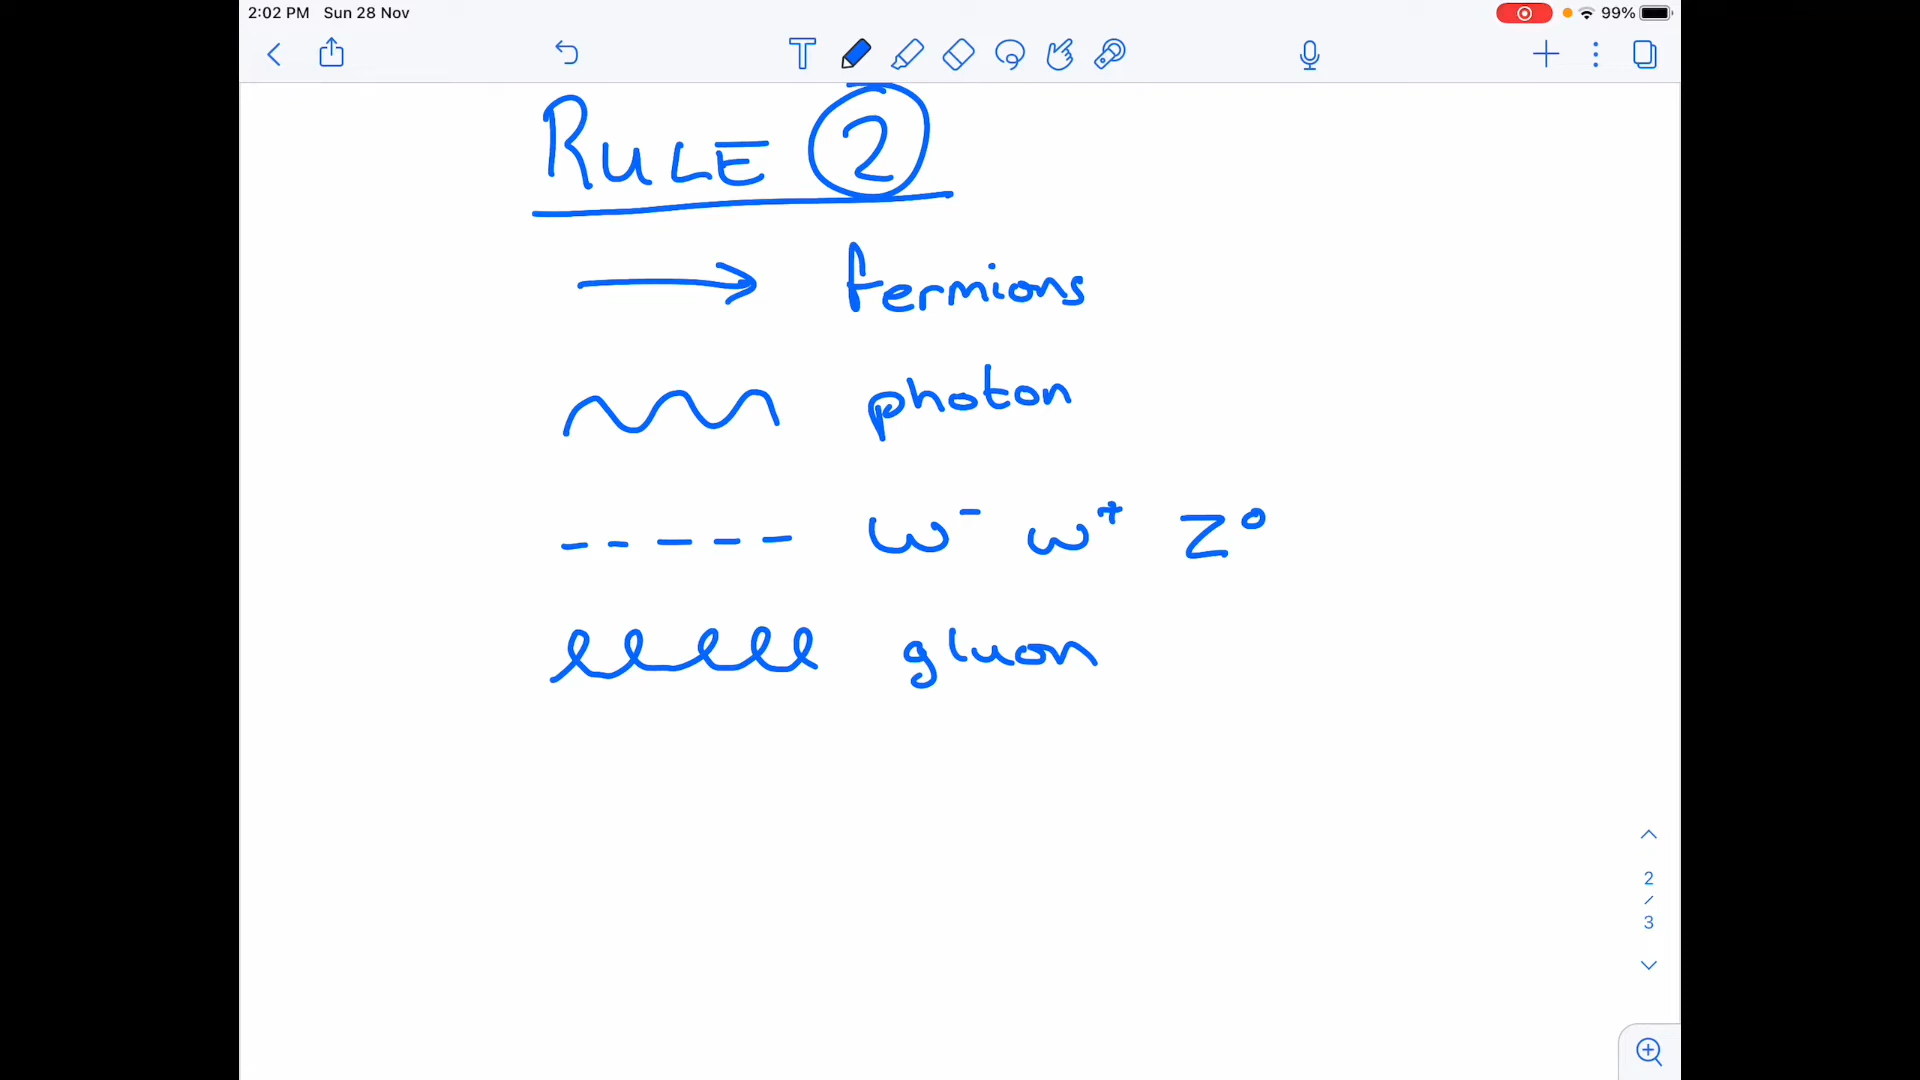 2:02 PM Sun 28 Nov 99%
RULE 2
fermions
photon
W⁻ W⁺ Z⁰
gluon
2
/
3